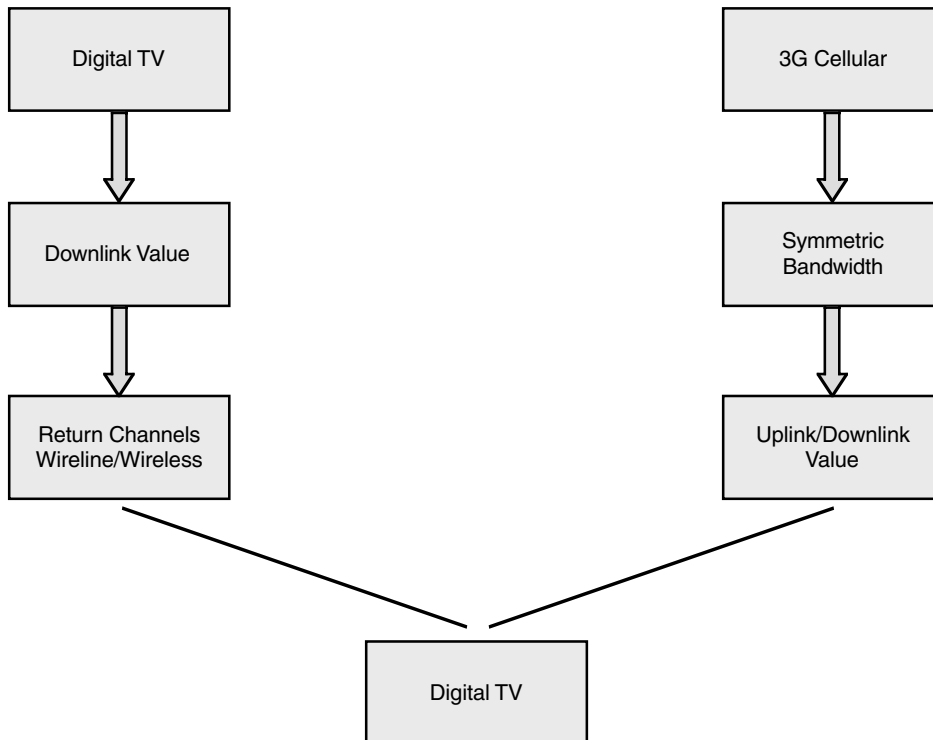 Digital TV
3G Cellular
Downlink Value
Symmetric
Bandwidth
Return Channels
Wireline/Wireless
Uplink/Downlink
Value
Digital TV